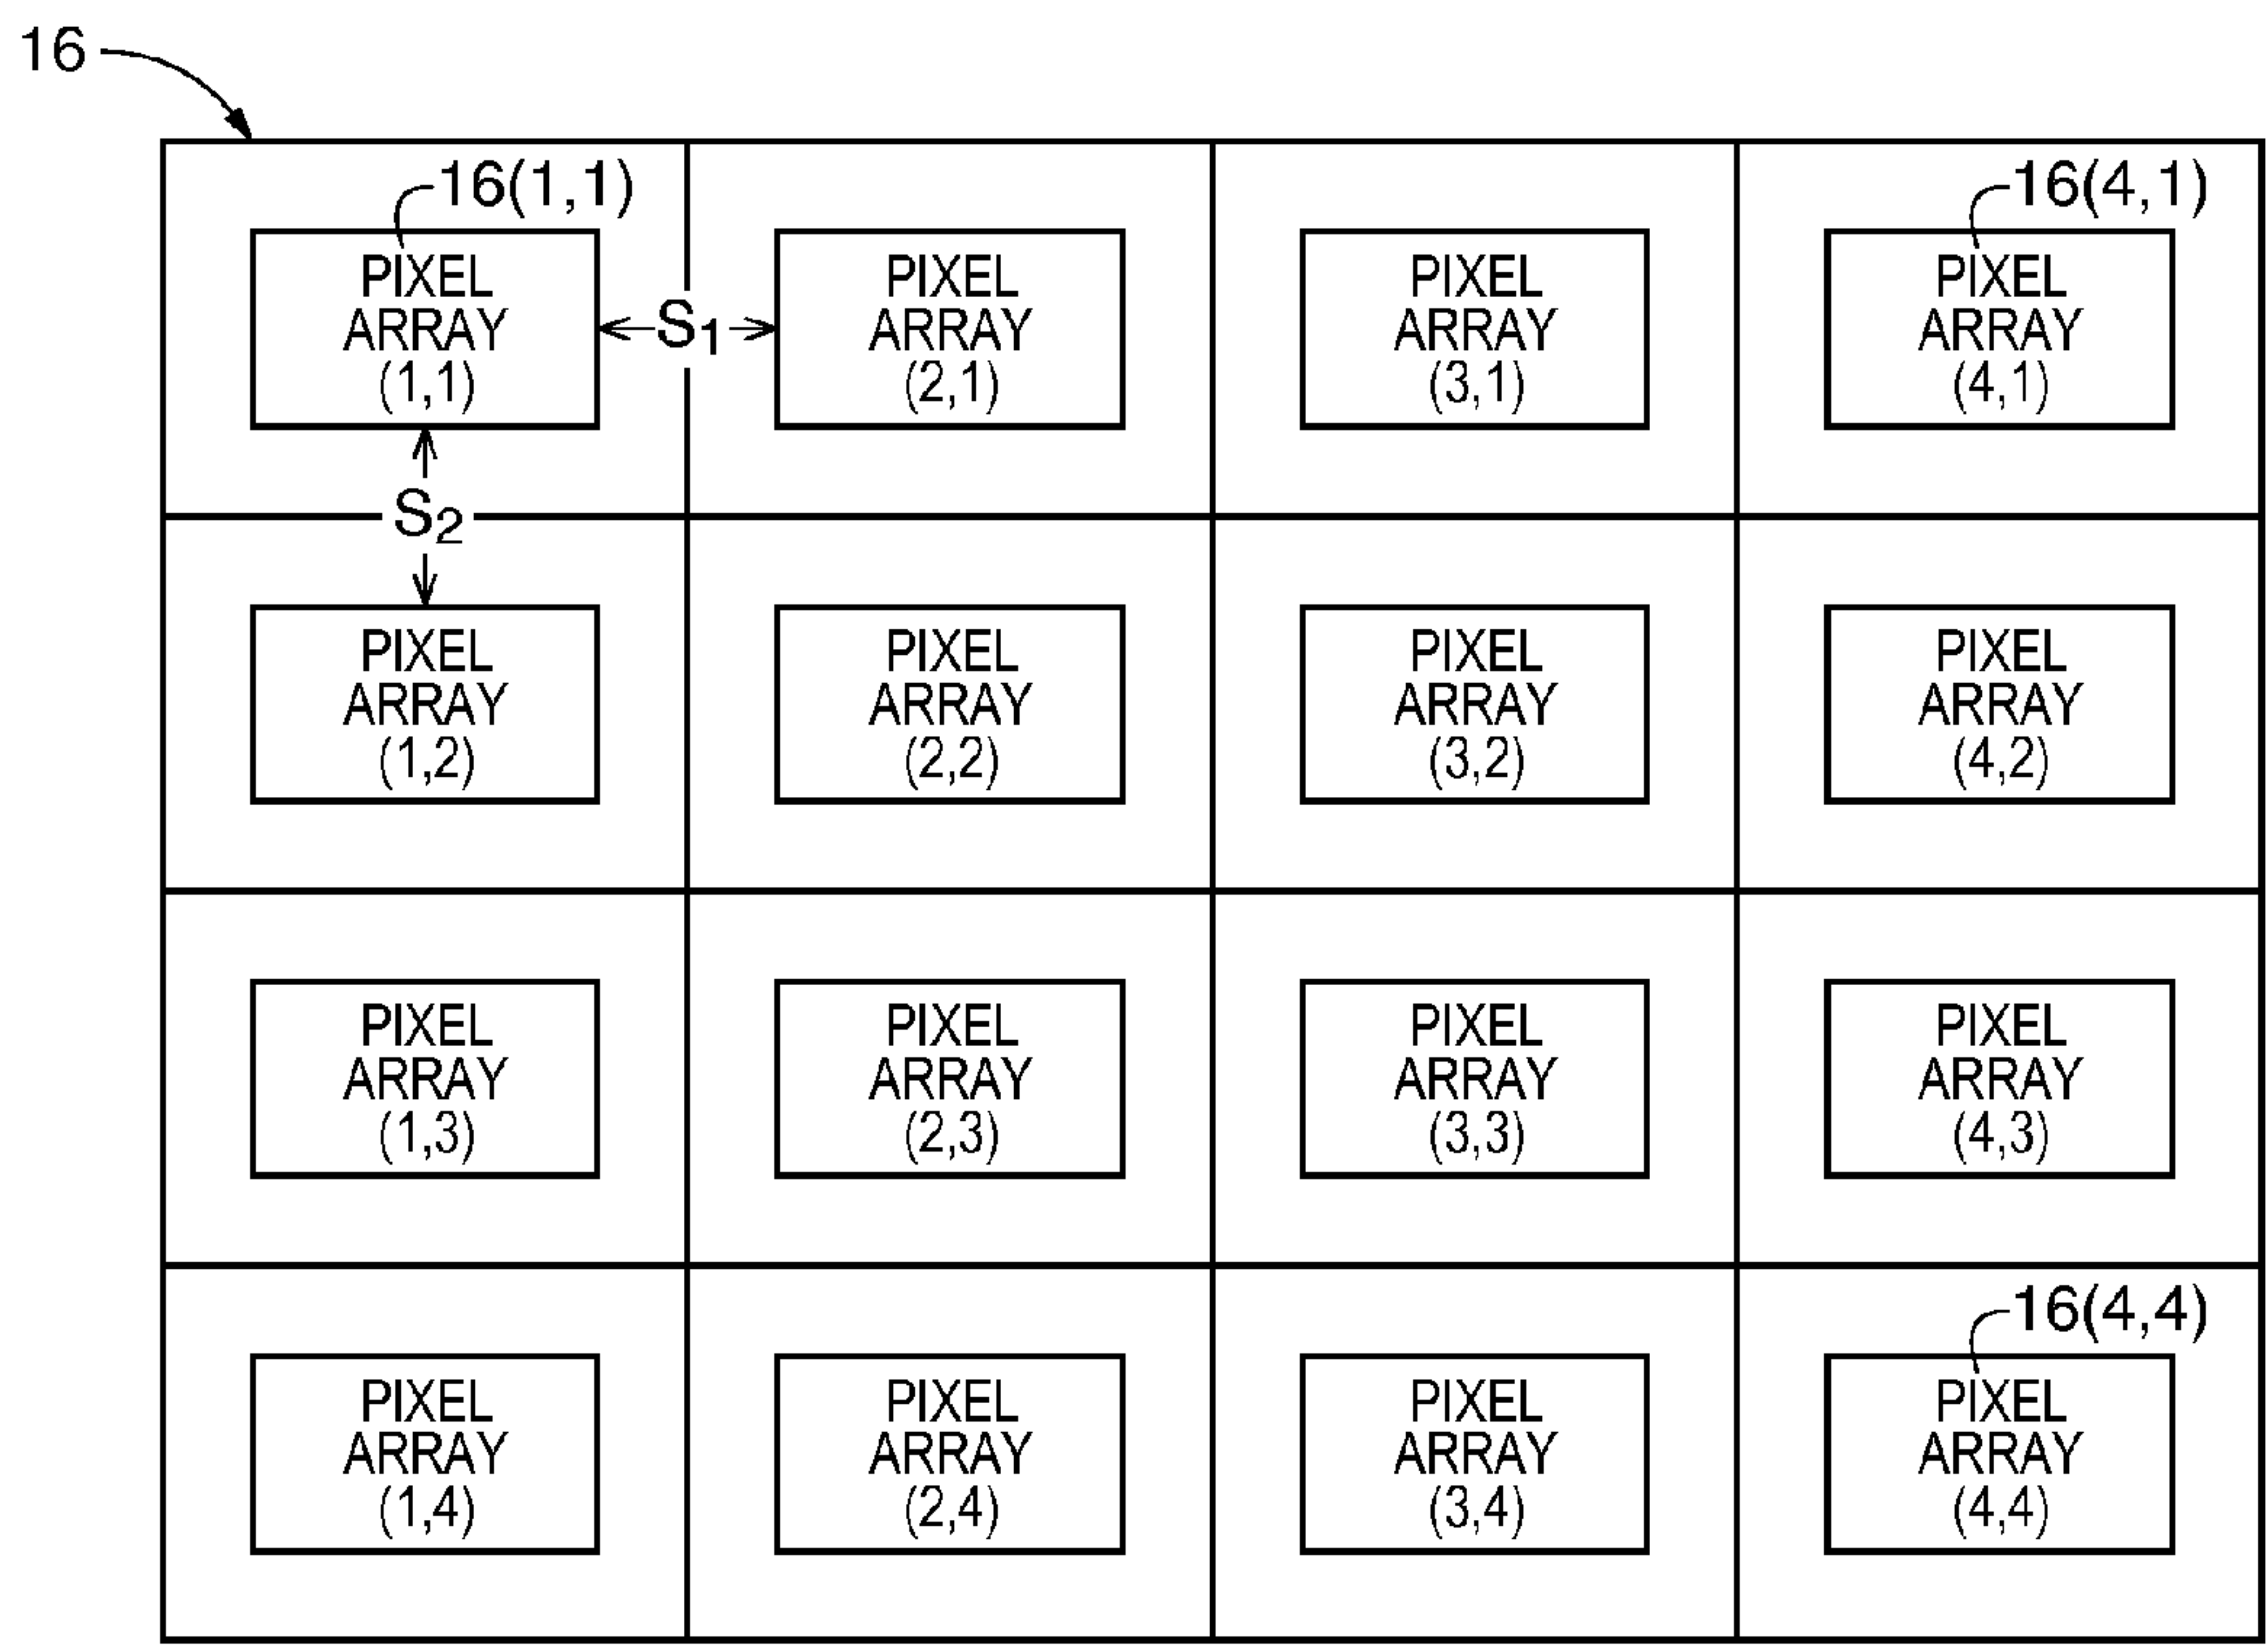 16
16(1,1)
16(4,1)
PIXEL
ARRAY
(1,1)
S1
PIXEL
ARRAY
(2,1)
PIXEL
ARRAY
(3,1)
PIXEL
ARRAY
(4,1)
S2
PIXEL
ARRAY
(1,2)
PIXEL
ARRAY
(2,2)
PIXEL
ARRAY
(3,2)
PIXEL
ARRAY
(4,2)
PIXEL
ARRAY
(1,3)
PIXEL
ARRAY
(2,3)
PIXEL
ARRAY
(3,3)
PIXEL
ARRAY
(4,3)
16(4,4)
PIXEL
ARRAY
(1,4)
PIXEL
ARRAY
(2,4)
PIXEL
ARRAY
(3,4)
PIXEL
ARRAY
(4,4)